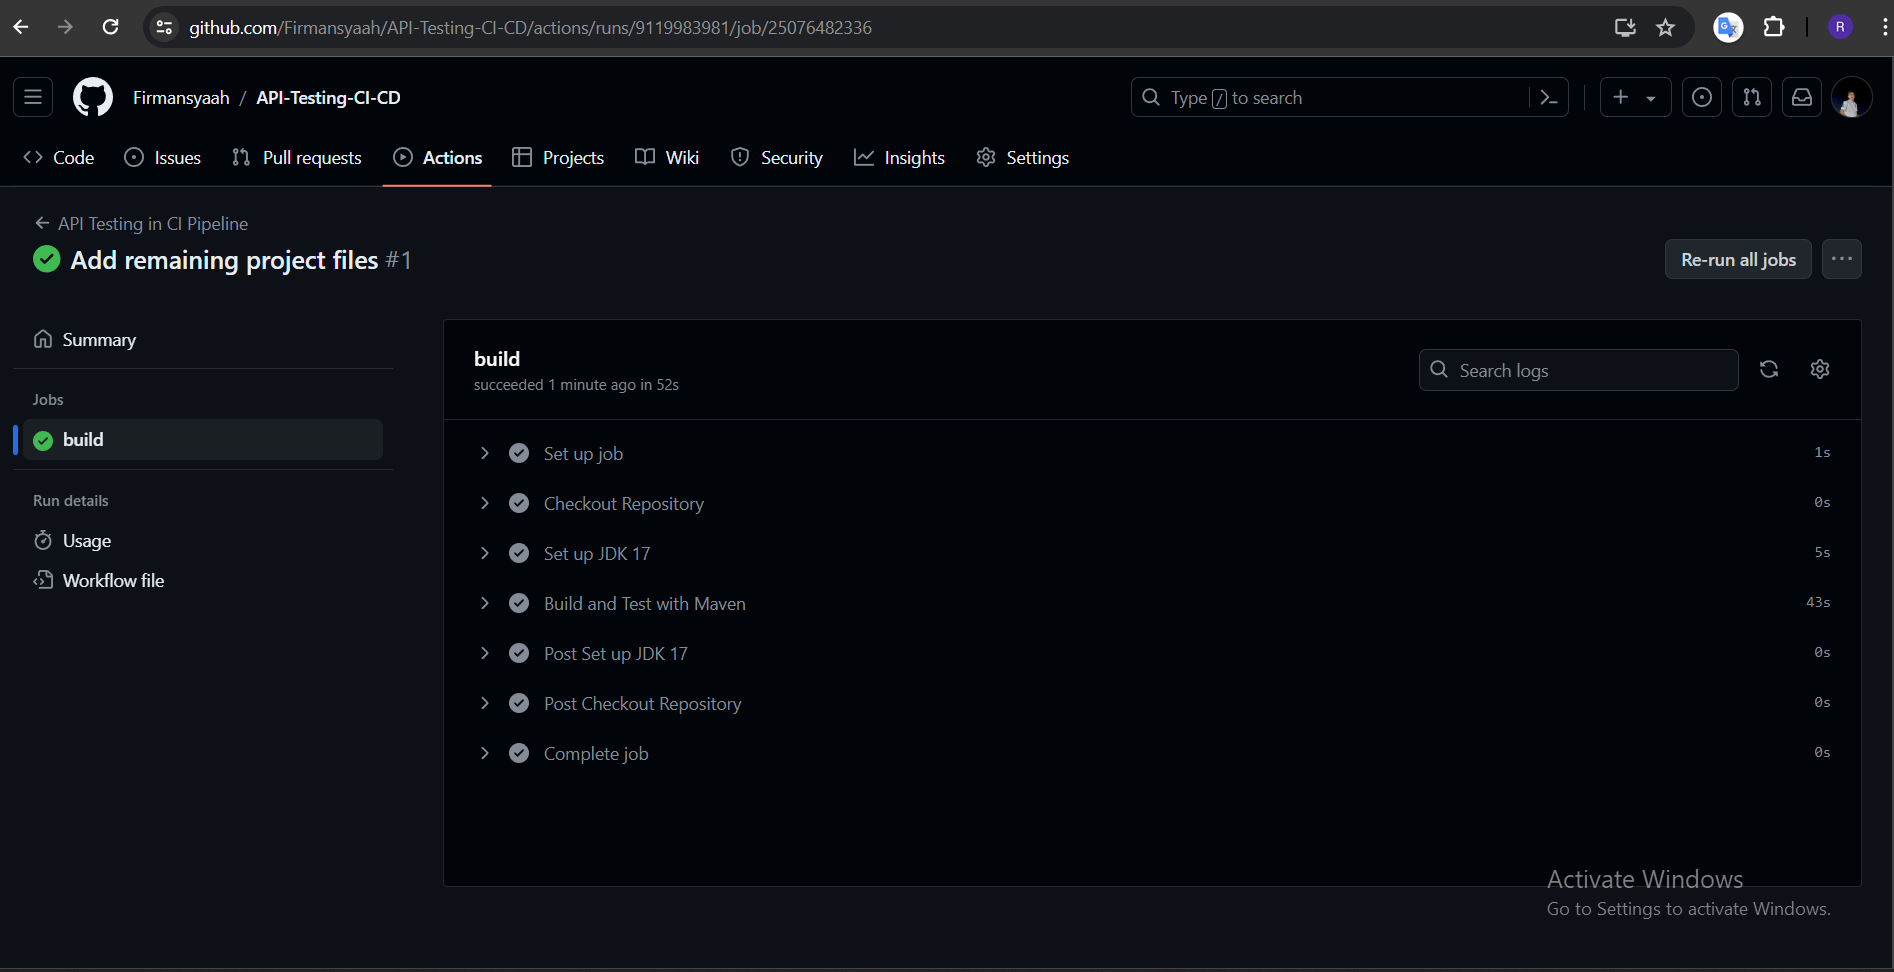 github.com/Firmansyaah/API-Testing-CI-CD/actions/runs/9119983981/job/25076482336
R
Firmansyaah / API-Testing-CI-CD
Type / to search
Code Issues Pull requests Actions Projects Wiki Security Insights Settings
API Testing in CI Pipeline
Add remaining project files #1
Re-run all jobs
Summary
Jobs
build
Run details
Usage
Workflow file
build
succeeded 1 minute ago in 52s
Search logs
Set up job 1s
Checkout Repository 0s
Set up JDK 17 5s
Build and Test with Maven 43s
Post Set up JDK 17 0s
Post Checkout Repository 0s
Complete job 0s
Activate Windows
Go to Settings to activate Windows.